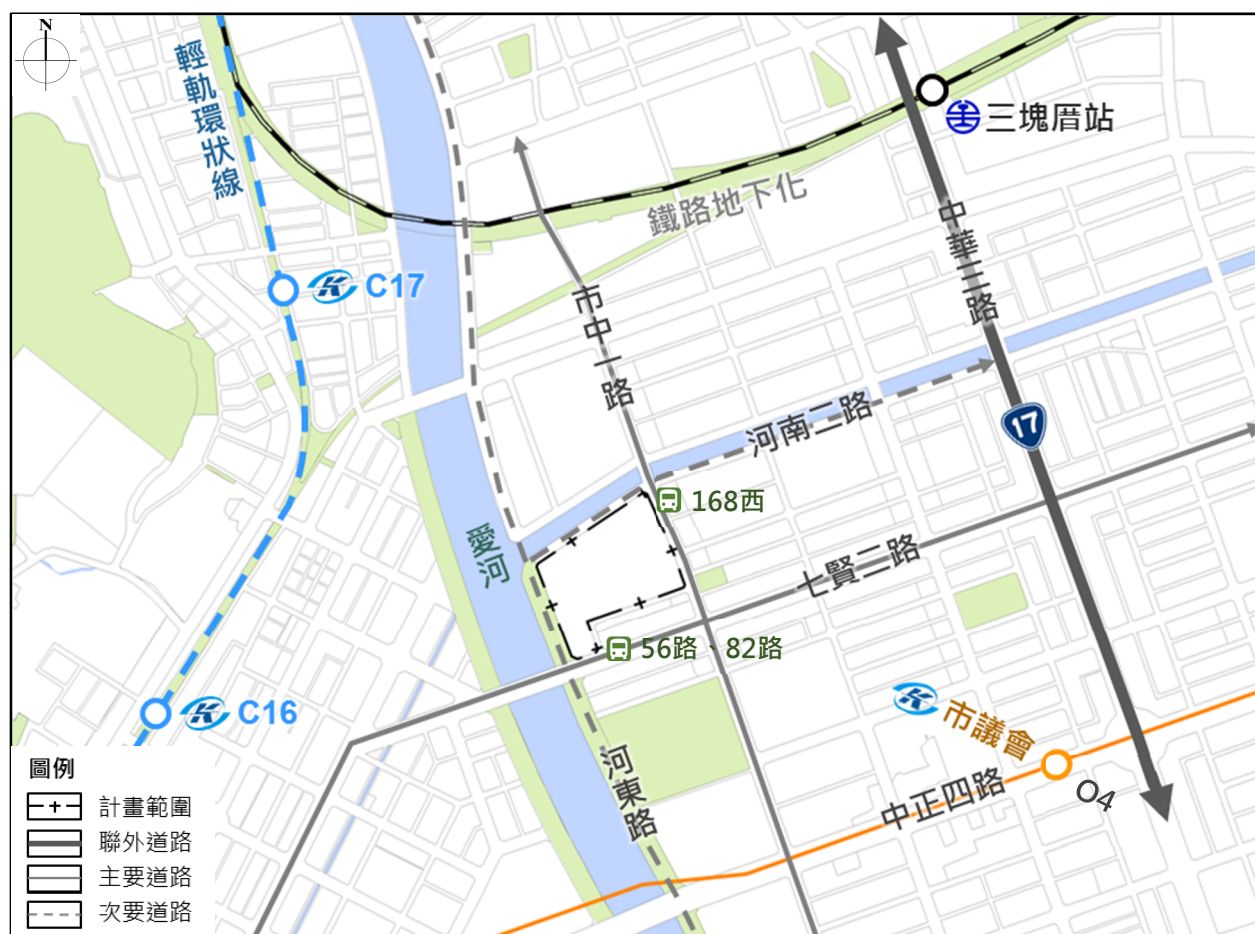 N
輕軌環狀線
三塊厝站
鐵路地下化
中華三路
C17
市中一路
河南二路
17
168西
愛河
七賢二路
56路、82路
C16
市議會
O4
中正四路
河東路
圖例
計畫範圍
聯外道路
主要道路
次要道路